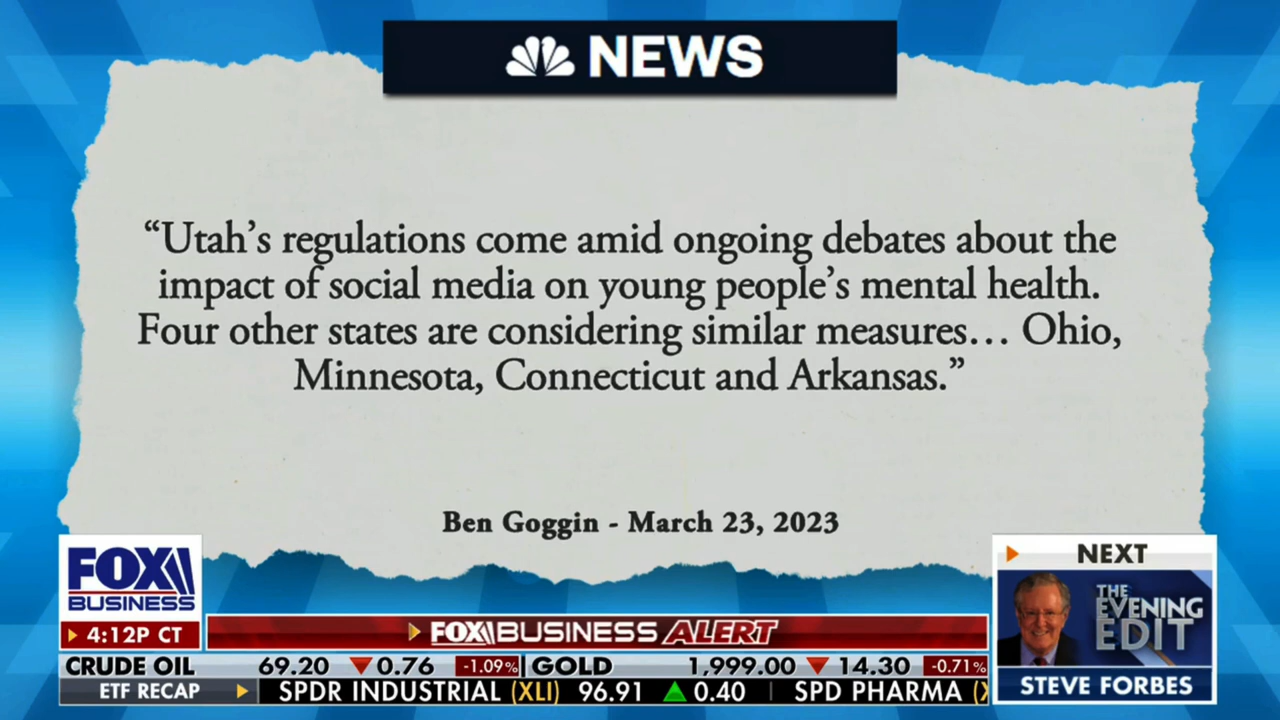 NEWS
“Utah’s regulations come amid ongoing debates about the
impact of social media on young people’s mental health.
Four other states are considering similar measures… Ohio,
Minnesota, Connecticut and Arkansas.”
Ben Goggin - March 23, 2023
FOX
BUSINESS
4:12P CT
FOX BUSINESS ALERT
CRUDE OIL 69.20 0.76 -1.09% GOLD 1,999.00 14.30 -0.71%
ETF RECAP SPDR INDUSTRIAL (XLI) 96.91 0.40 SPD PHARMA (X
NEXT
THE
EVENING
EDIT
STEVE FORBES